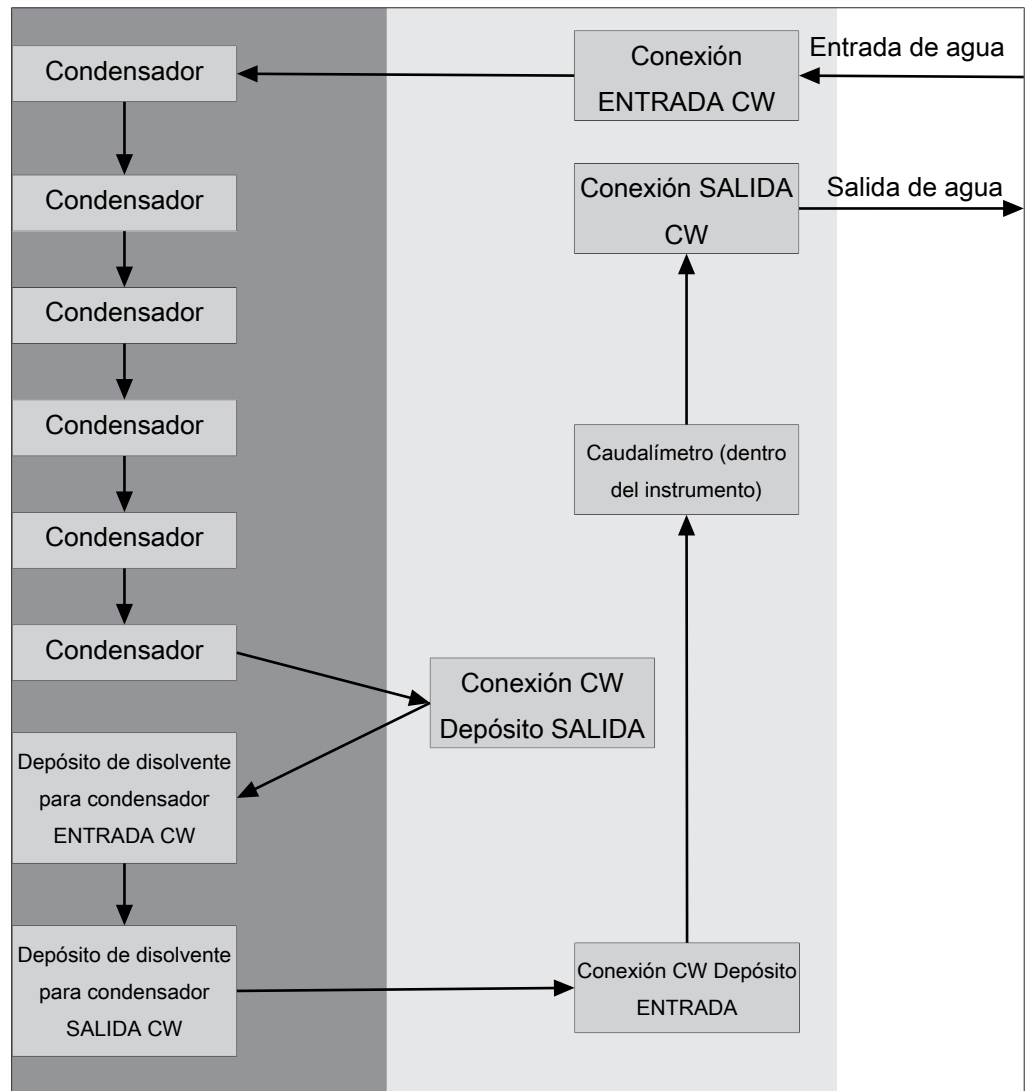 Condensador
Conexión
ENTRADA CW
Entrada de agua
Condensador
Conexión SALIDA
CW
Salida de agua
Condensador
Condensador
Caudalímetro (dentro
del instrumento)
Condensador
Condensador
Conexión CW
Depósito SALIDA
Depósito de disolvente
para condensador
ENTRADA CW
Depósito de disolvente
para condensador
SALIDA CW
Conexión CW Depósito
ENTRADA